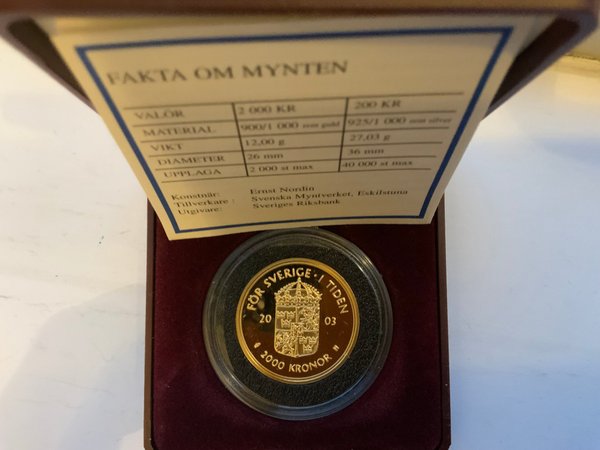 FAKTA OM MYNTEN
VALÖR 2 000 KR 200 KR
MATERIAL 900/1 000 mm guld 925/1 000 mm silver
VIKT 12,00 g 27,03 g
DIAMETER 26 mm 36 mm
UPPLAGA 2 000 st max 40 000 st max
Konstnär: Ernst Nordin
Tillverkare : Svenska Myntverket, Eskilstuna
Utgivare: Sveriges Riksbank
FÖR SVERIGE · I TIDEN
20 03
2000 KRONOR